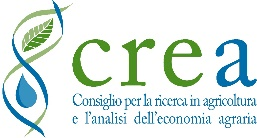 crea
Consiglio per la ricerca in agricoltura
e l'analisi dell'economia agraria